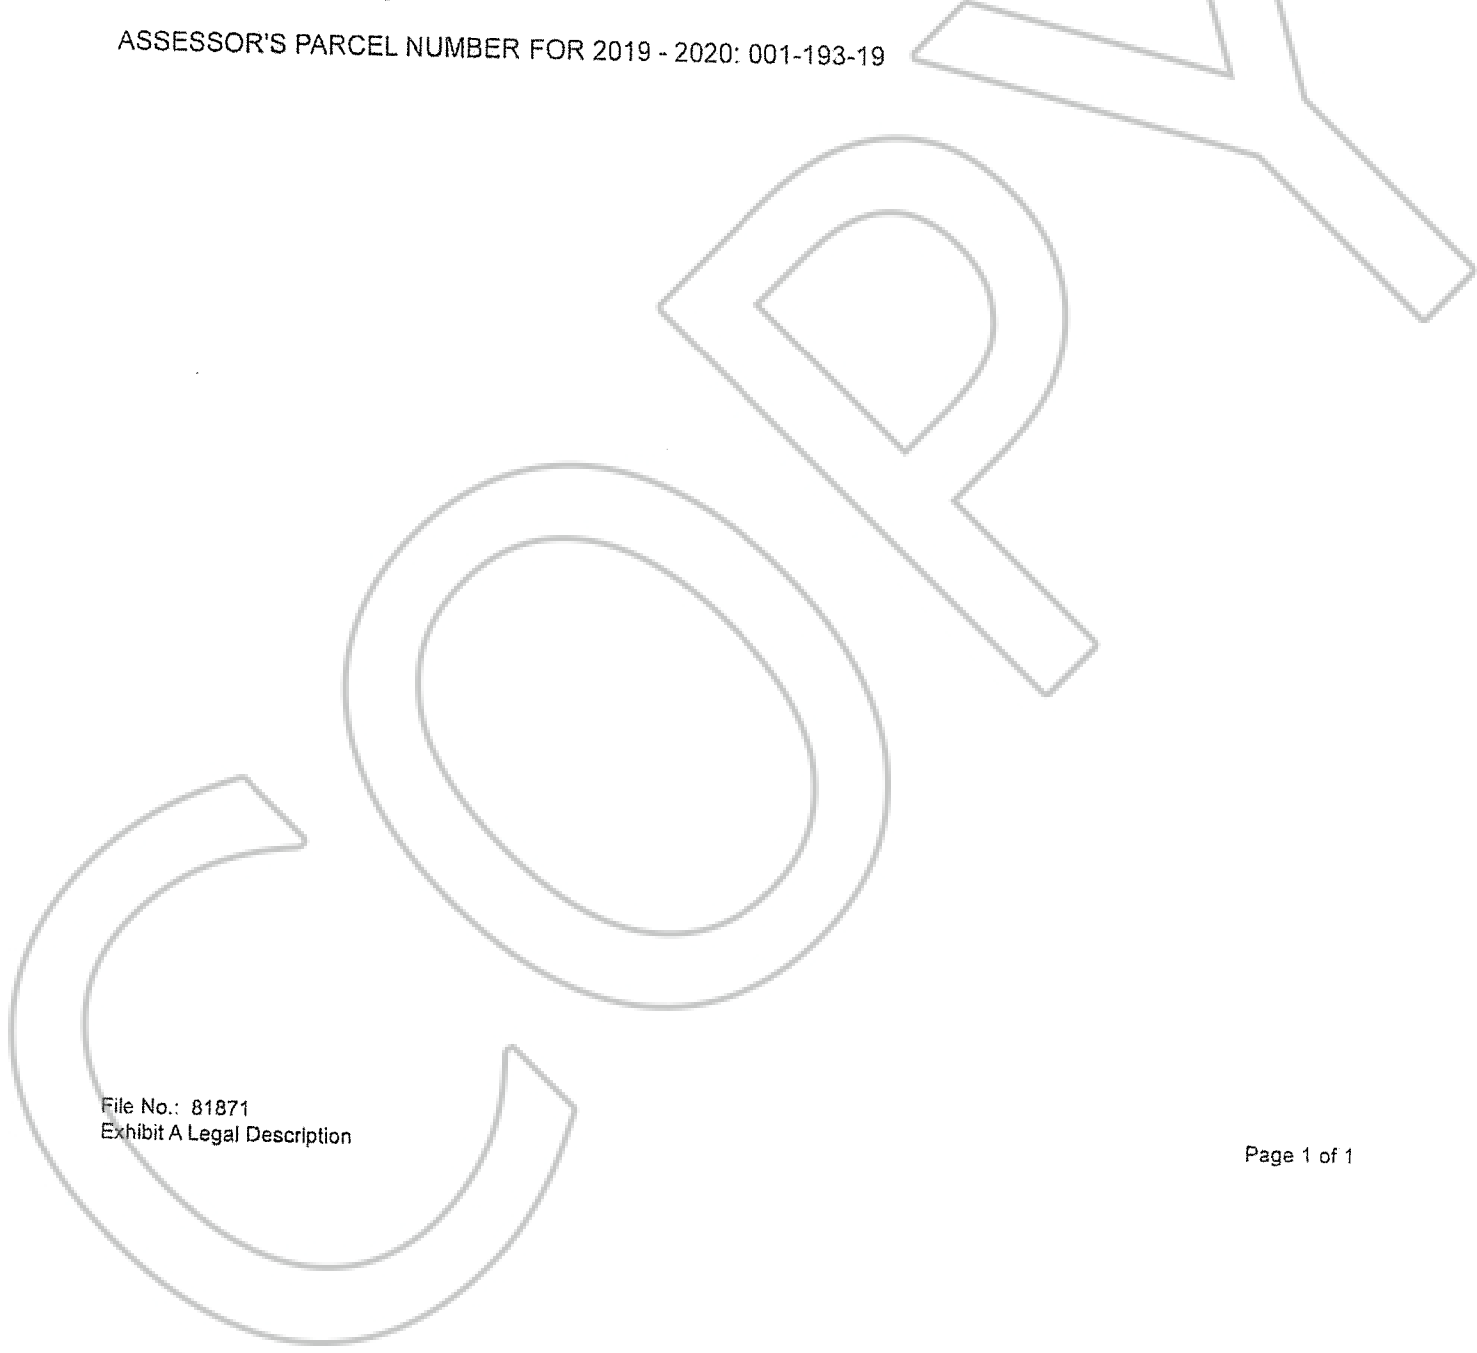 ASSESSOR'S PARCEL NUMBER FOR 2019 - 2020: 001-193-19
COPY
File No.: 81871
Exhibit A Legal Description
Page 1 of 1